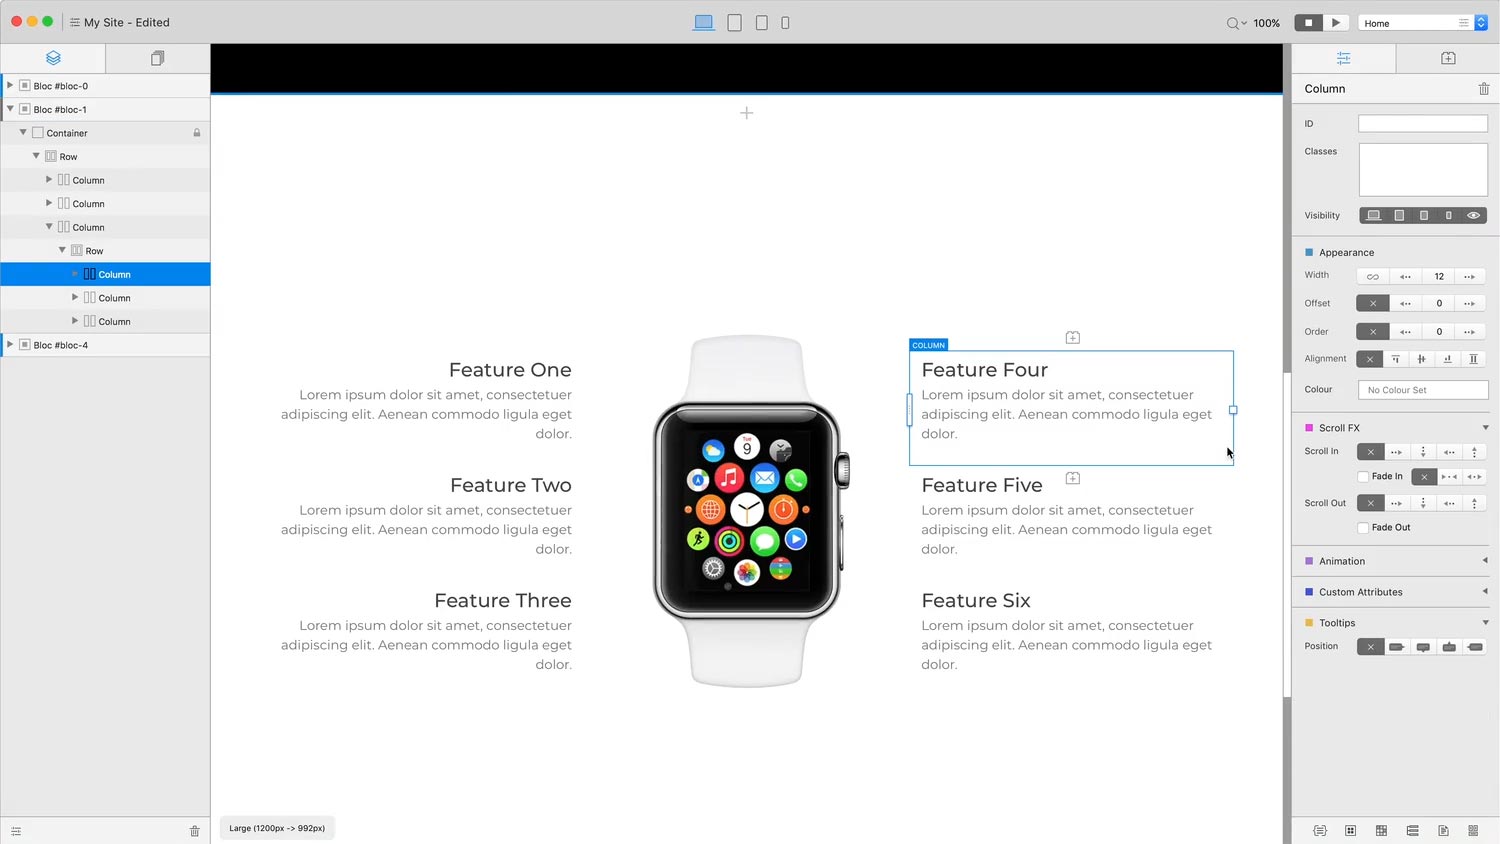 My Site - Edited
100%
Home
Bloc #bloc-0
Bloc #bloc-1
Container
Row
Column
Column
Column
Row
Column
Column
Column
Bloc #bloc-4
Feature One
Lorem ipsum dolor sit amet, consectetuer
adipiscing elit. Aenean commodo ligula eget
dolor.
Feature Two
Lorem ipsum dolor sit amet, consectetuer
adipiscing elit. Aenean commodo ligula eget
dolor.
Feature Three
Lorem ipsum dolor sit amet, consectetuer
adipiscing elit. Aenean commodo ligula eget
dolor.
Tue
9
COLUMN
Feature Four
Lorem ipsum dolor sit amet, consectetuer
adipiscing elit. Aenean commodo ligula eget
dolor.
Feature Five
Lorem ipsum dolor sit amet, consectetuer
adipiscing elit. Aenean commodo ligula eget
dolor.
Feature Six
Lorem ipsum dolor sit amet, consectetuer
adipiscing elit. Aenean commodo ligula eget
dolor.
Large (1200px -> 992px)
Column
ID
Classes
Visibility
Appearance
Width 12
Offset 0
Order 0
Alignment
Colour No Colour Set
Scroll FX
Scroll In
Fade In
Scroll Out
Fade Out
Animation
Custom Attributes
Tooltips
Position